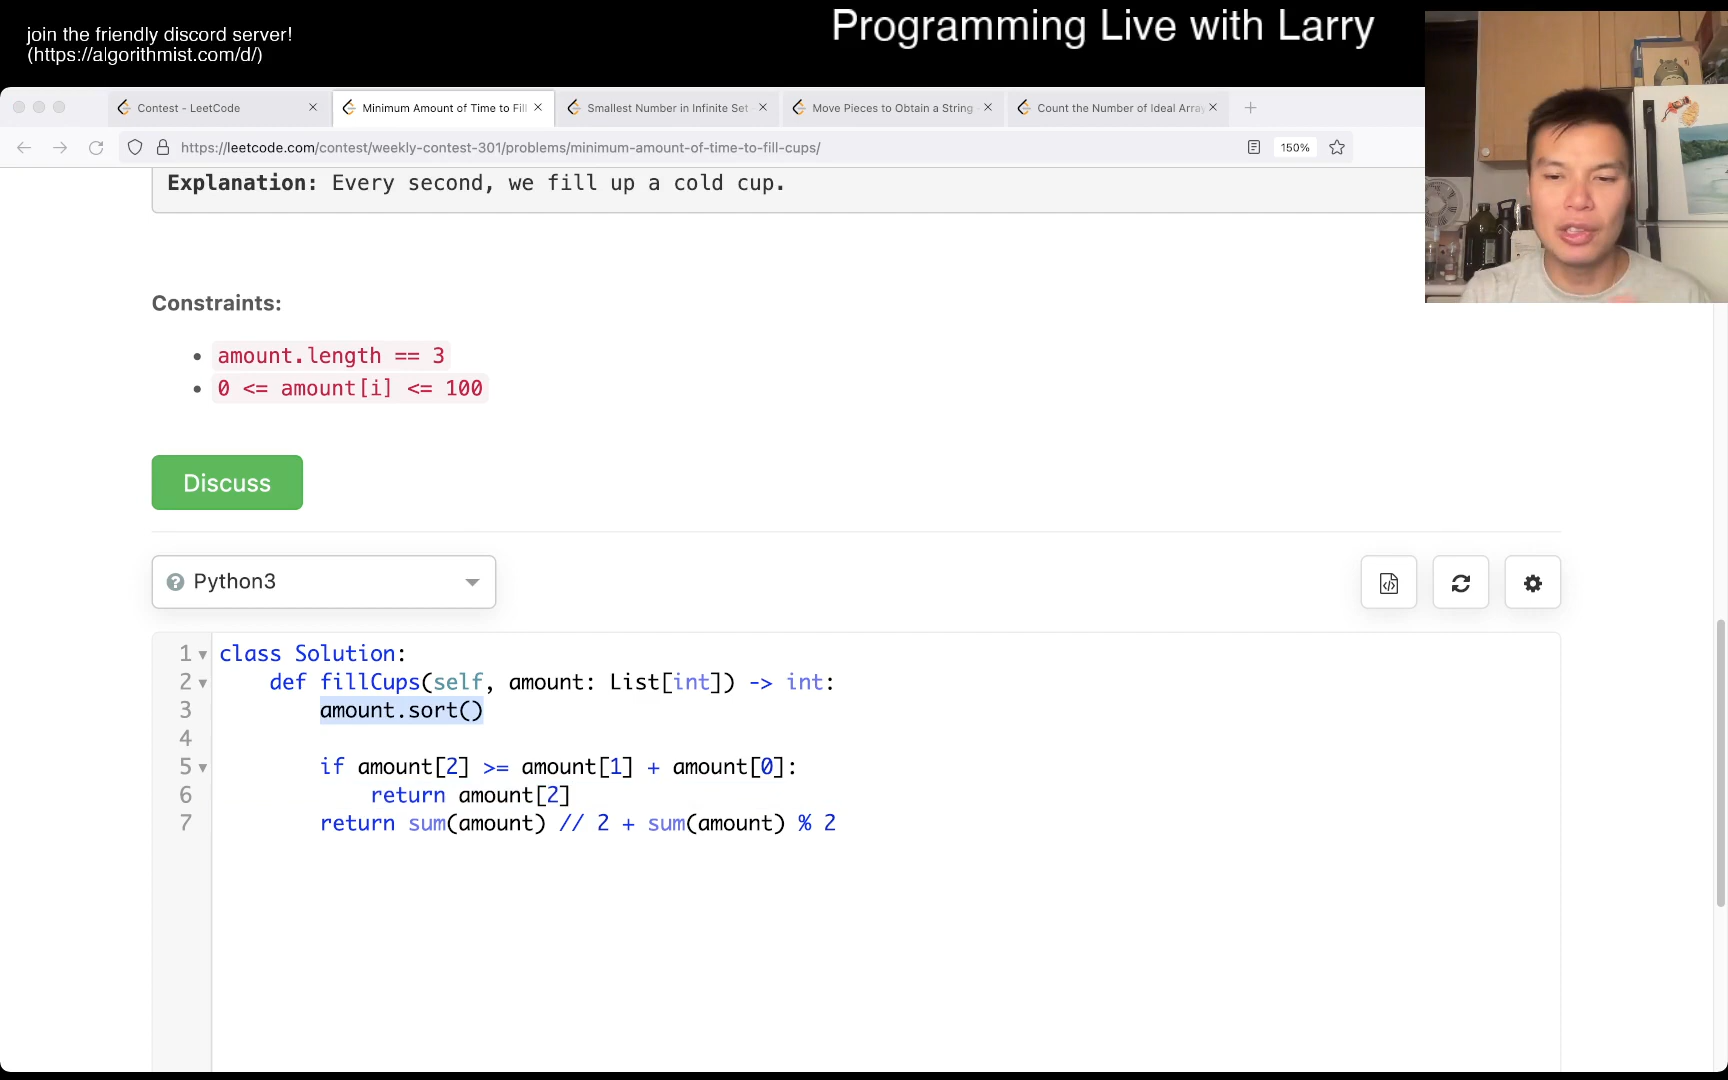 join the friendly discord server!
(https://algorithmist.com/d/)
Programming Live with Larry
Contest - LeetCode
Minimum Amount of Time to Fill
Smallest Number in Infinite Set
Move Pieces to Obtain a String
Count the Number of Ideal Array
https://leetcode.com/contest/weekly-contest-301/problems/minimum-amount-of-time-to-fill-cups/
150%
Explanation: Every second, we fill up a cold cup.
Constraints:
amount.length == 3
0 <= amount[i] <= 100
Discuss
Python3
1 class Solution:
2 def fillCups(self, amount: List[int]) -> int:
3 amount.sort()
4
5 if amount[2] >= amount[1] + amount[0]:
6 return amount[2]
7 return sum(amount) // 2 + sum(amount) % 2